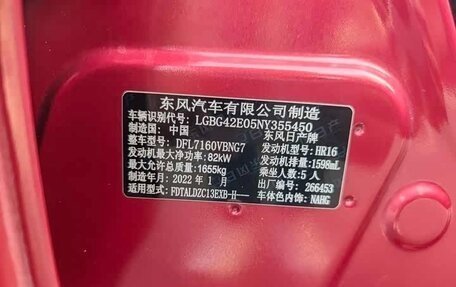 东风汽车有限公司制造
车辆识别代号: LGBG42E05NY355450
制造国: 中国 东风日产牌
整车型号: DFL7160VBNG7 发动机型号: HR16
发动机最大净功率: 82kW 发动机排量: 1598mL
最大允许总质量: 1655kg 乘坐人数: 5 人
制造年月: 2022 年 1 月 出厂编号: 266453
适用型号: FDTALDZC13EXB-H—— 车体色内饰: NAHG